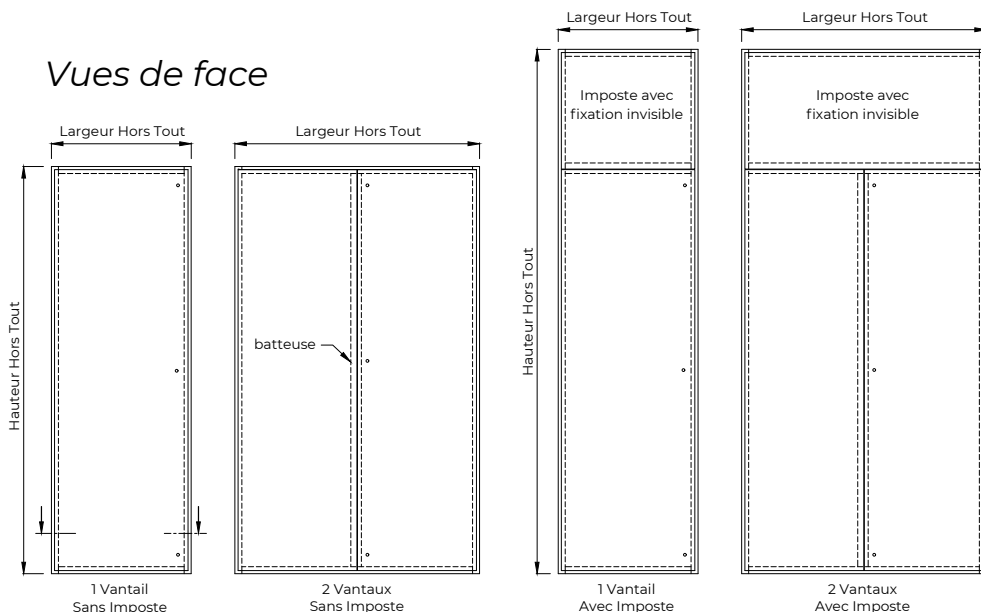 Vues de face
Largeur Hors Tout
Largeur Hors Tout
Largeur Hors Tout
Largeur Hors Tout
Imposte avec
fixation invisible
Imposte avec
fixation invisible
Hauteur Hors Tout
batteuse
Hauteur Hors Tout
1 Vantail
Sans Imposte
2 Vantaux
Sans Imposte
1 Vantail
Avec Imposte
2 Vantaux
Avec Imposte